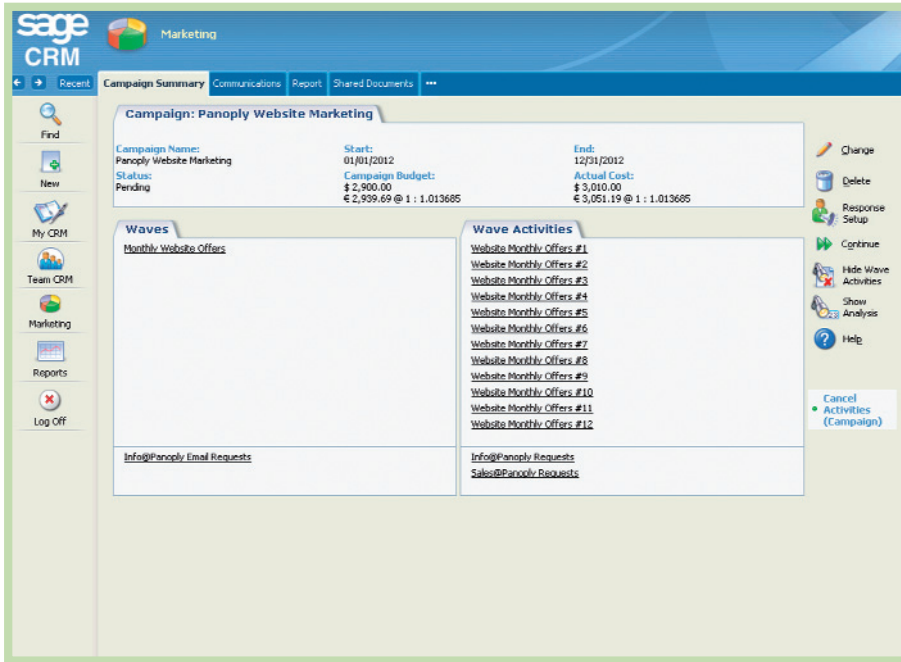 sage
CRM
Marketing
Recent
Campaign Summary Communications Report Shared Documents •••
Find
New
My CRM
Team CRM
Marketing
Reports
Log Off
Campaign: Panoply Website Marketing
Campaign Name: Start: End:
Panoply Website Marketing 01/01/2012 12/31/2012
Status: Campaign Budget: Actual Cost:
Pending $ 2,900.00 $ 3,010.00
€ 2,939.69 @ 1 : 1.013685 € 3,051.19 @ 1 : 1.013685
Waves
Monthly Website Offers
Info@Panoply Email Requests
Wave Activities
Website Monthly Offers #1
Website Monthly Offers #2
Website Monthly Offers #3
Website Monthly Offers #4
Website Monthly Offers #5
Website Monthly Offers #6
Website Monthly Offers #7
Website Monthly Offers #8
Website Monthly Offers #9
Website Monthly Offers #10
Website Monthly Offers #11
Website Monthly Offers #12
Info@Panoply Requests
Sales@Panoply Requests
Change
Delete
Response
Setup
Continue
Hide Wave
Activities
Show
Analysis
Help
Cancel
Activities
(Campaign)